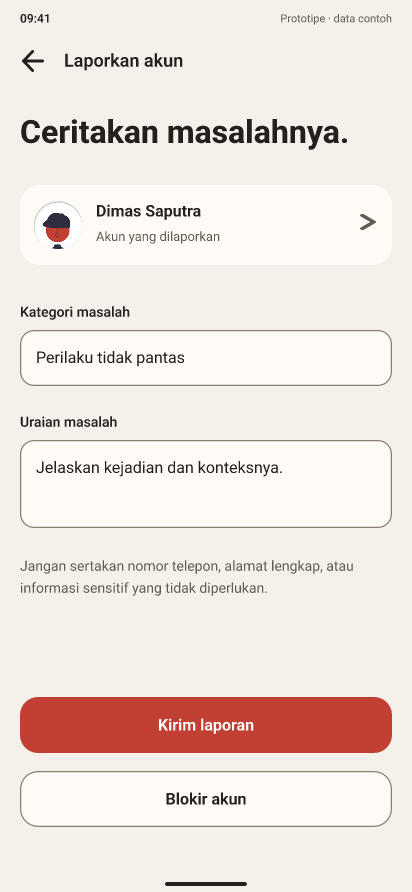 09:41
Prototipe · data contoh
Laporkan akun
Ceritakan masalahnya.
Dimas Saputra
Akun yang dilaporkan
Kategori masalah
Perilaku tidak pantas
Uraian masalah
Jelaskan kejadian dan konteksnya.
Jangan sertakan nomor telepon, alamat lengkap, atau
informasi sensitif yang tidak diperlukan.
Kirim laporan
Blokir akun